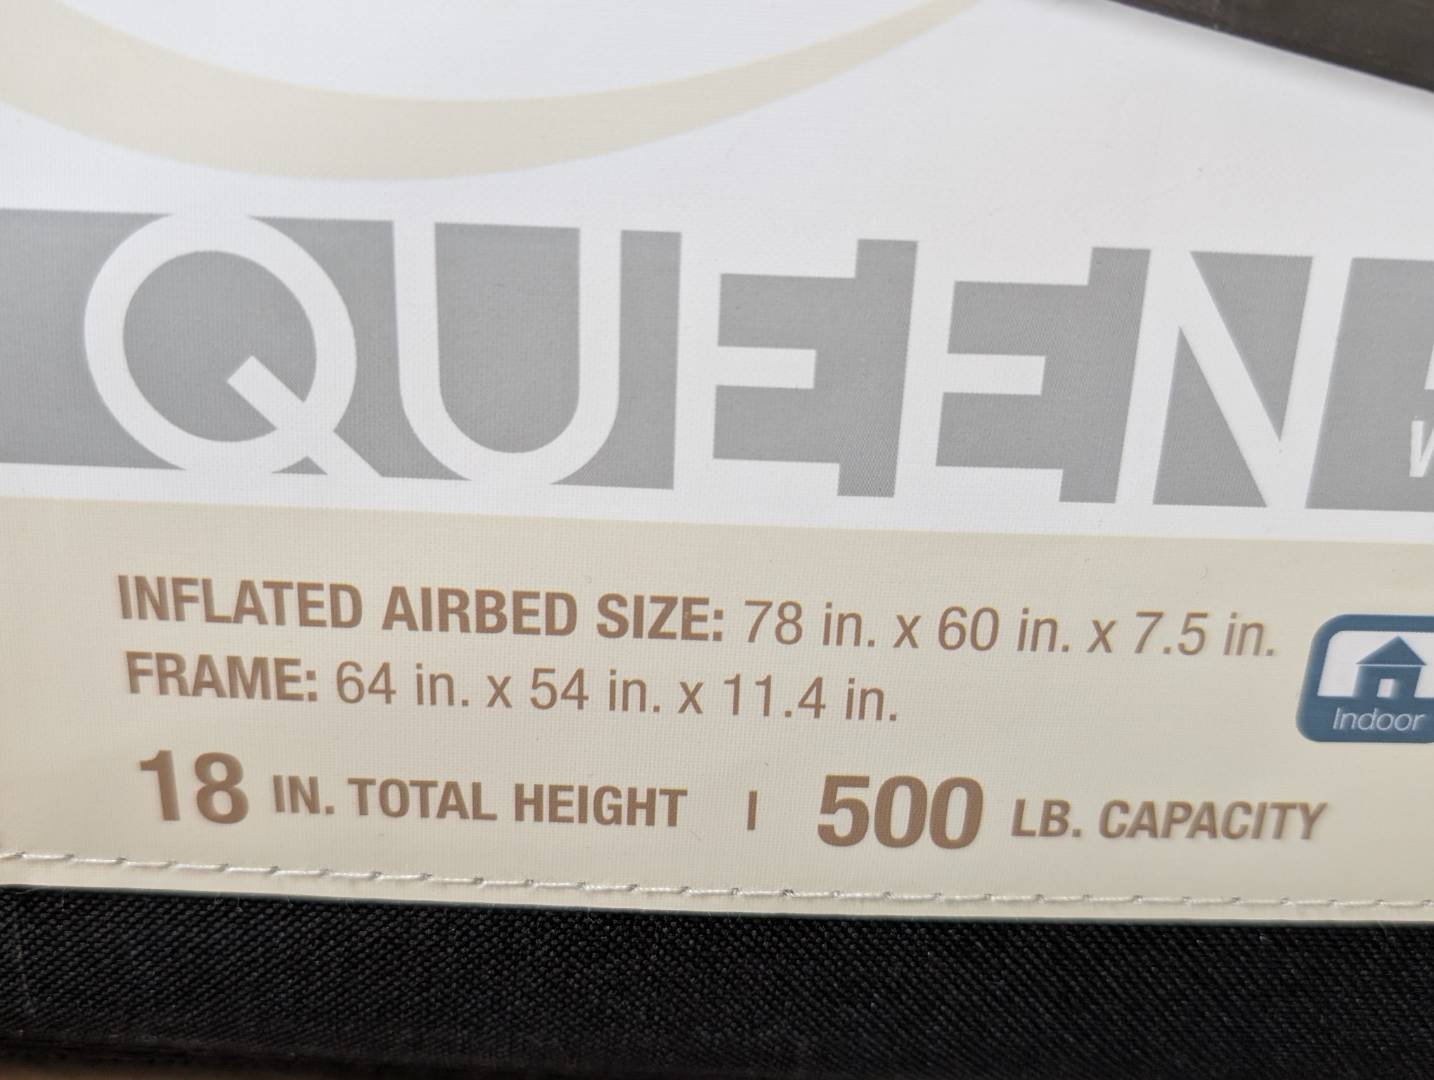 QUEEN
INFLATED AIRBED SIZE: 78 in. x 60 in. x 7.5 in.
FRAME: 64 in. x 54 in. x 11.4 in.
Indoor
18 IN. TOTAL HEIGHT | 500 LB. CAPACITY